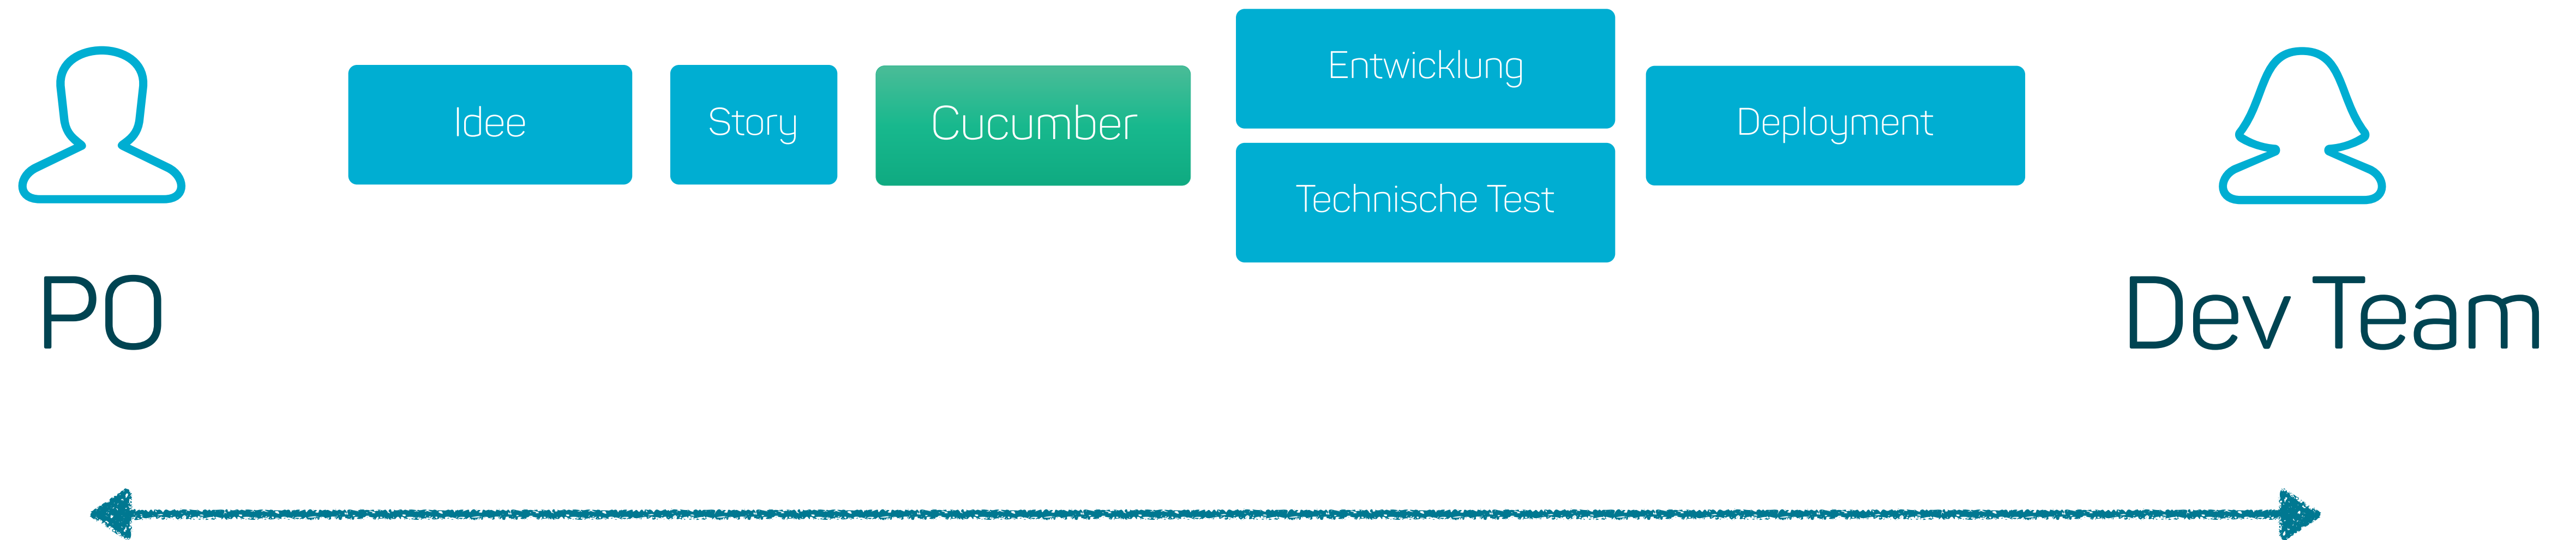 Idee
Story
Cucumber
Entwicklung
Technische Test
Deployment
PO
Dev Team